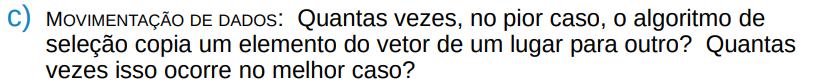 c) MOVIMENTAÇÃO DE DADOS: Quantas vezes, no pior caso, o algoritmo de
seleção copia um elemento do vetor de um lugar para outro? Quantas
vezes isso ocorre no melhor caso?